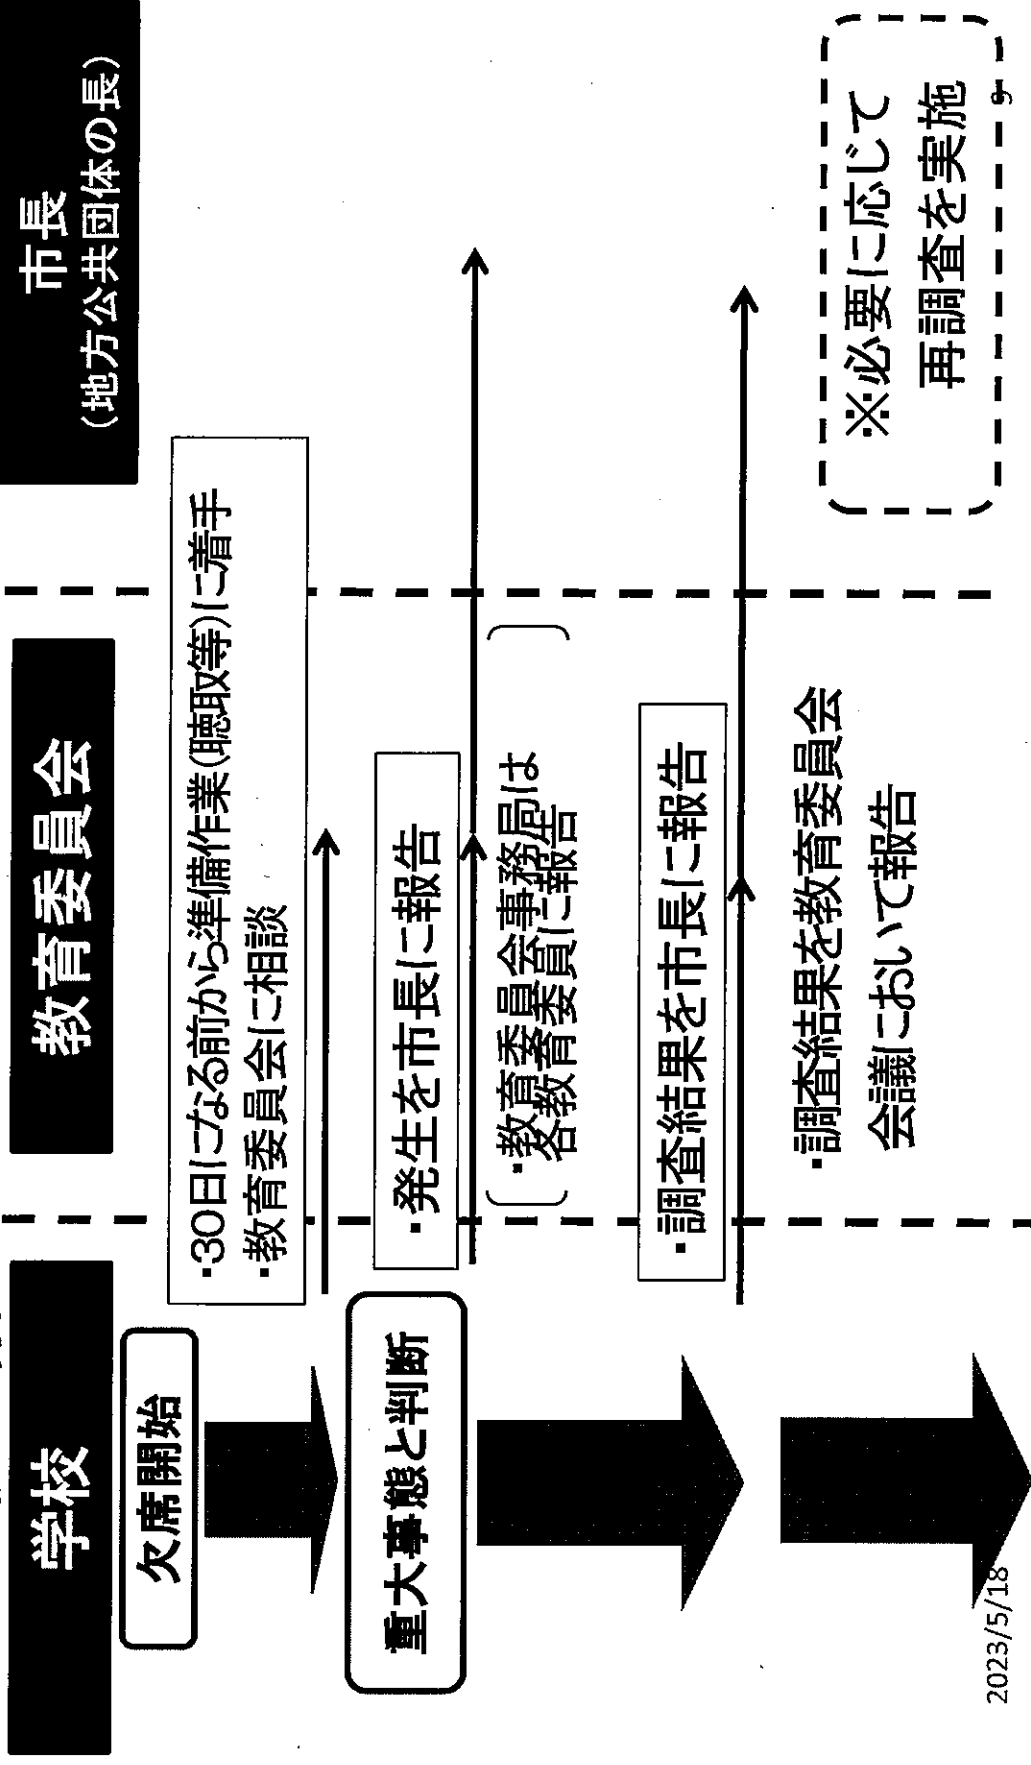 学校
教育委員会
市長
(地方公共団体の長)
欠席開始
・30日になる前から準備作業(聴取等)に着手
・教育委員会に相談
重大事態と判断
・発生を市長に報告
・教育委員会事務局は
各教育委員に報告
・調査結果を市長に報告
・調査結果を教育委員会
会議において報告
※必要に応じて
再調査を実施
2023/5/18
9